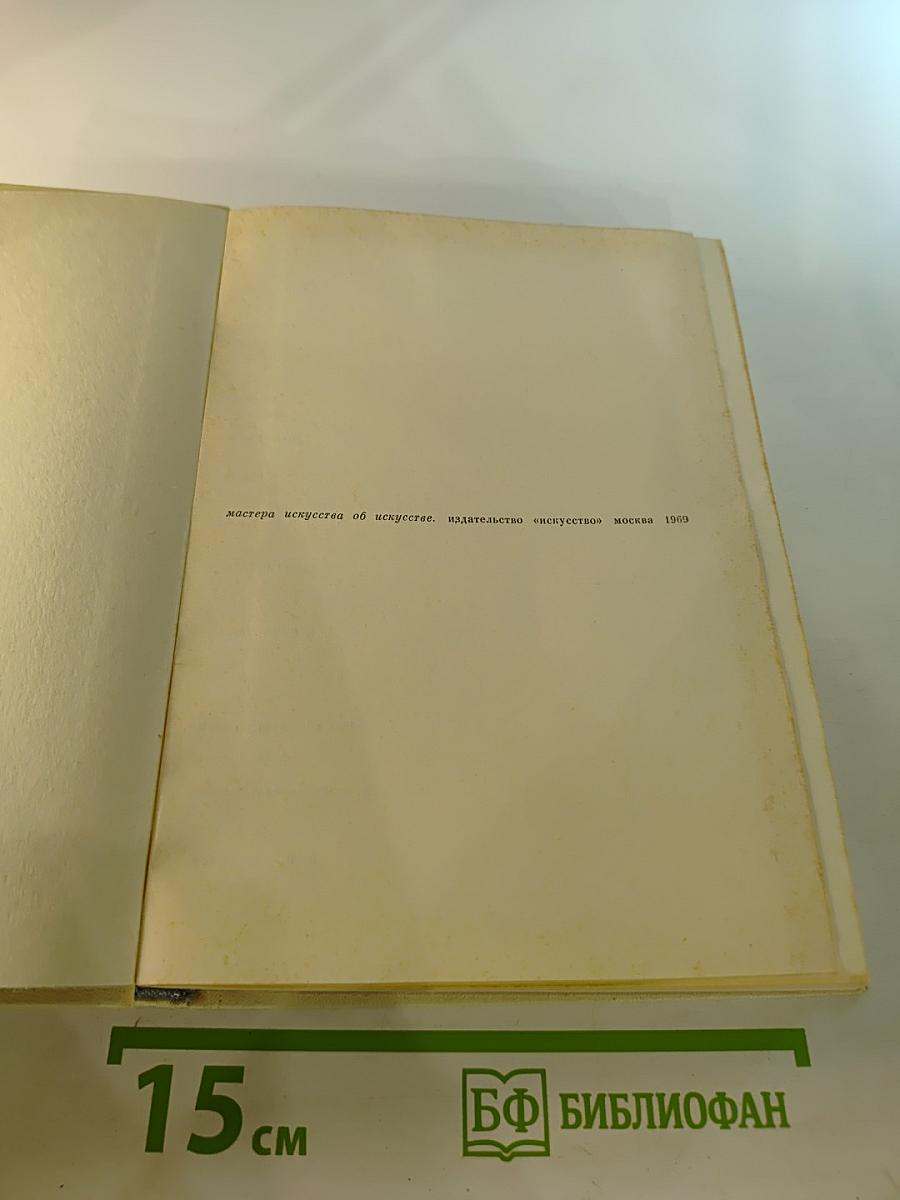 мастера искусства об искусстве. издательство «искусство» москва 1969
15 см
БФ БИБЛИОФАН